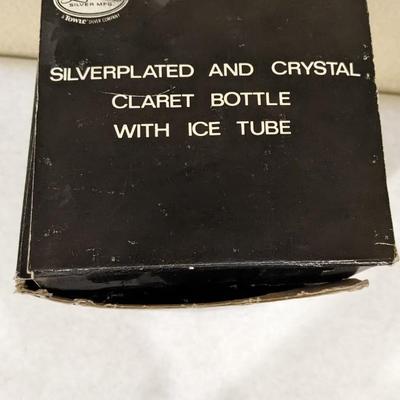 SILVER MFG.
A TOWLE SILVER COMPANY
SILVERPLATED AND CRYSTAL
CLARET BOTTLE
WITH ICE TUBE